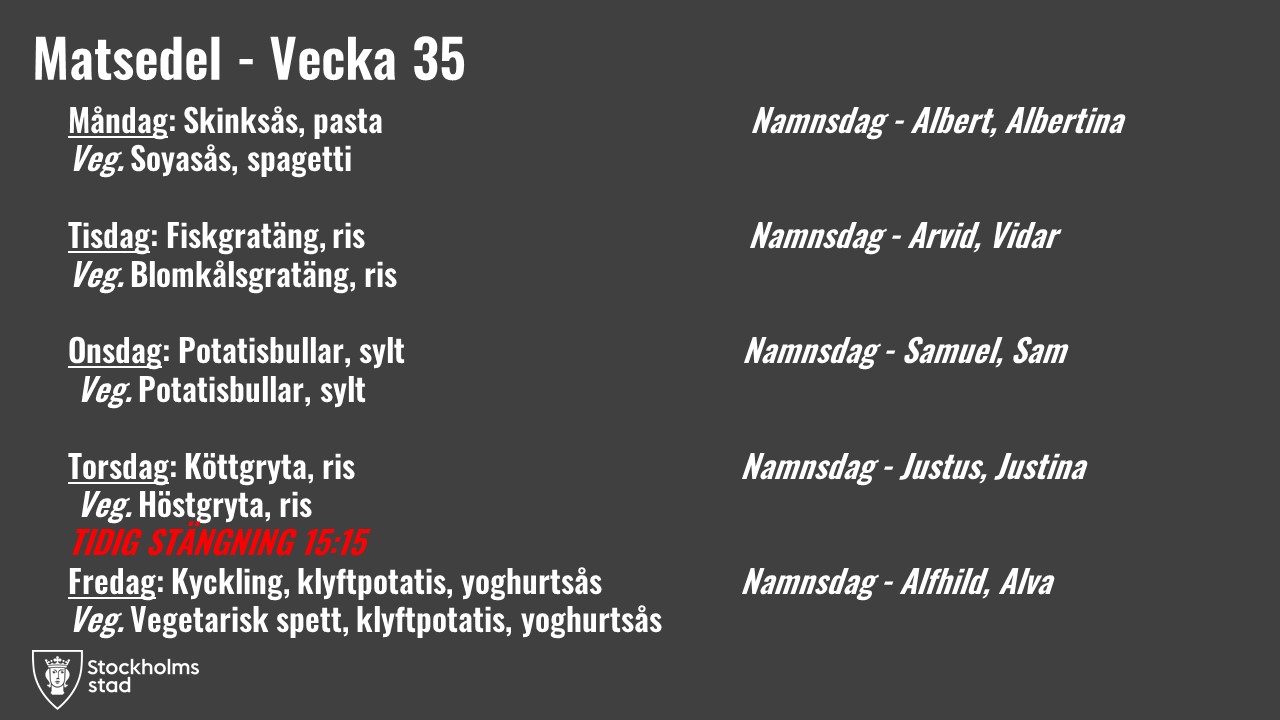 Matsedel - Vecka 35
Måndag: Skinksås, pasta
Namnsdag - Albert, Albertina
Veg. Soyasås, spagetti
Tisdag: Fiskgratäng, ris
Namnsdag - Arvid, Vidar
Veg. Blomkålsgratäng, ris
Onsdag: Potatisbullar, sylt
Namnsdag - Samuel, Sam
Veg. Potatisbullar, sylt
Torsdag: Köttgryta, ris
Namnsdag - Justus, Justina
Veg. Höstgryta, ris
TIDIG STÄNGNING 15:15
Fredag: Kyckling, klyftpotatis, yoghurtsås
Namnsdag - Alfhild, Alva
Veg. Vegetarisk spett, klyftpotatis, yoghurtsås
Stockholms
stad